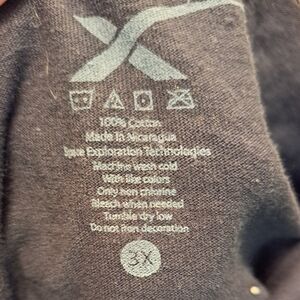 X
100% Cotton
Made In Nicaragua
Space Exploration Technologies
Machine wash cold
With like colors
Only non chlorine
Bleach when needed
Tumble dry low
Do not iron decoration
3X